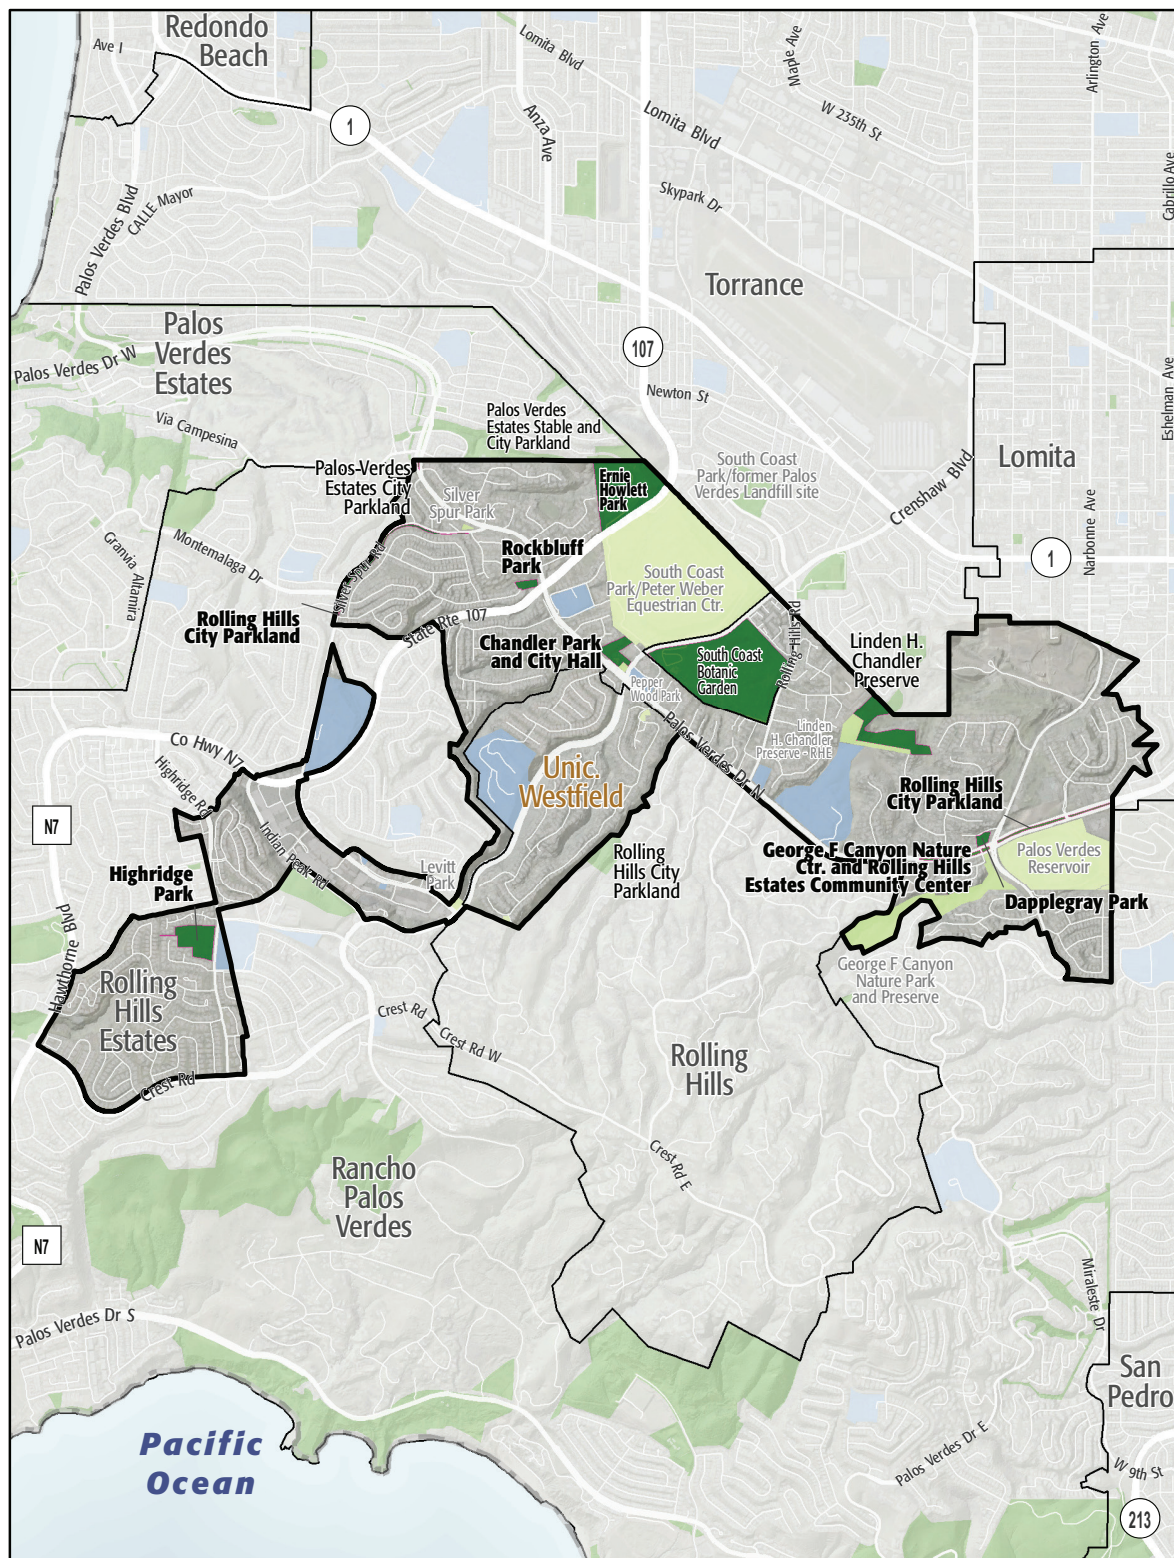 Redondo
Beach
Ave I
Lomita Blvd
Maple Ave
Arlington Ave
1
Anza Ave
Lomita Blvd
W 235th St
Cabrillo Ave
Palos Verdes Blvd
CALLE Mayor
Skypark Dr
Torrance
Palos
Verdes
Estates
Palos Verdes Dr W
107
Newton St
Eshelman Ave
Via Campesina
Palos Verdes
Estates Stable and
City Parkland
South Coast
Park/former Palos
Verdes Landfill site
Crenshaw Blvd
Lomita
Palos Verdes
Estates City
Parkland
Silver
Spur Park
Ernie
Howlett
Park
Narbonne Ave
1
Granvia Altamira
Montemalaga Dr
Silver Spur Rd
Rockbluff
Park
South Coast
Park/Peter Weber
Equestrian Ctr.
Rolling Hills
City Parkland
State Rte 107
Chandler Park
and City Hall
South Coast
Botanic
Garden
Rolling Hills Rd
Linden H.
Chandler
Preserve
Pepper
Wood Park
Palos Verdes Dr N
Linden
H. Chandler
Preserve - RHE
Co Hwy N7
Highridge Rd
Unic.
Westfield
Rolling Hills
City Parkland
N7
Indian Peak Rd
Levitt
Park
Rolling
Hills City
Parkland
George F Canyon Nature
Ctr. and Rolling Hills
Estates Community Center
Palos Verdes
Reservoir
Highridge
Park
Dapplegray Park
Hawthorne Blvd
Rolling
Hills
Estates
George F Canyon
Nature Park
and Preserve
Crest Rd
Crest Rd W
Rolling
Hills
Crest Rd
Crest Rd E
Rancho
Palos
Verdes
N7
Miraleste Dr
Palos Verdes Dr S
San
Pedro
Pacific
Ocean
Palos Verdes Dr E
W 9th St
213